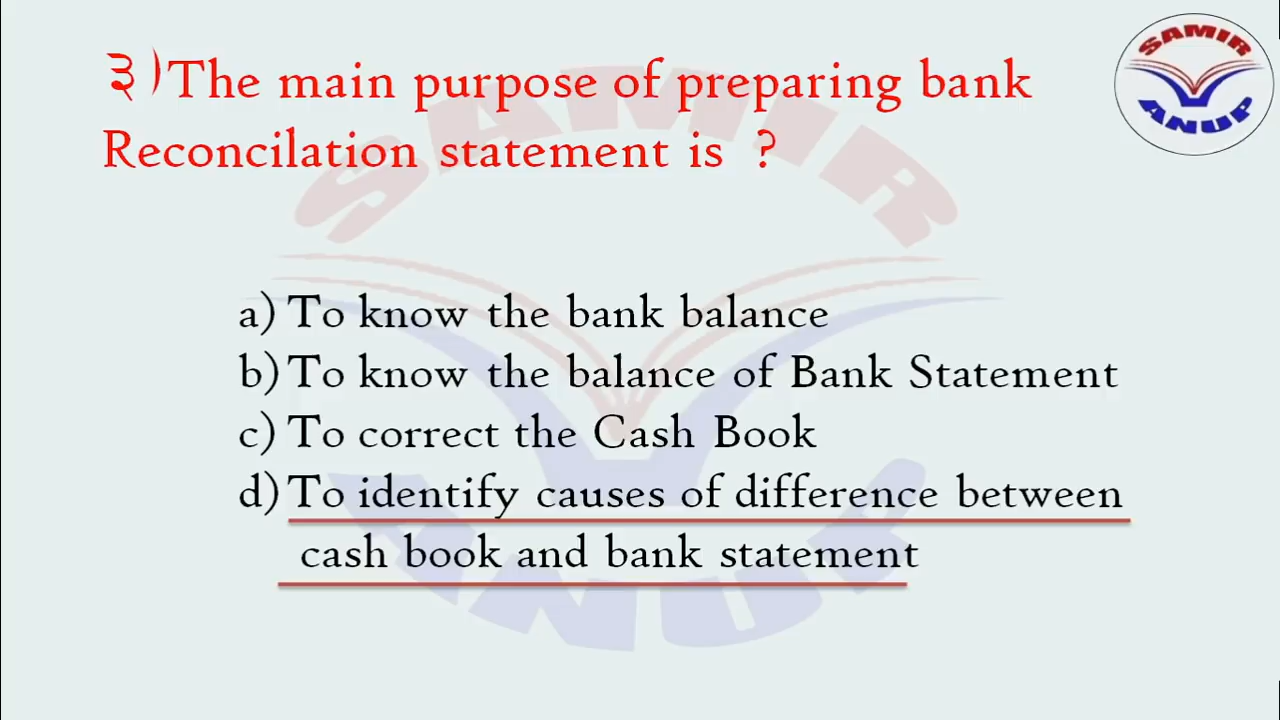 ३) The main purpose of preparing bank
Reconcilation statement is ?
SAMIR
ANUP
a) To know the bank balance
b) To know the balance of Bank Statement
c) To correct the Cash Book
d) To identify causes of difference between
cash book and bank statement
SAMIR
ANUP